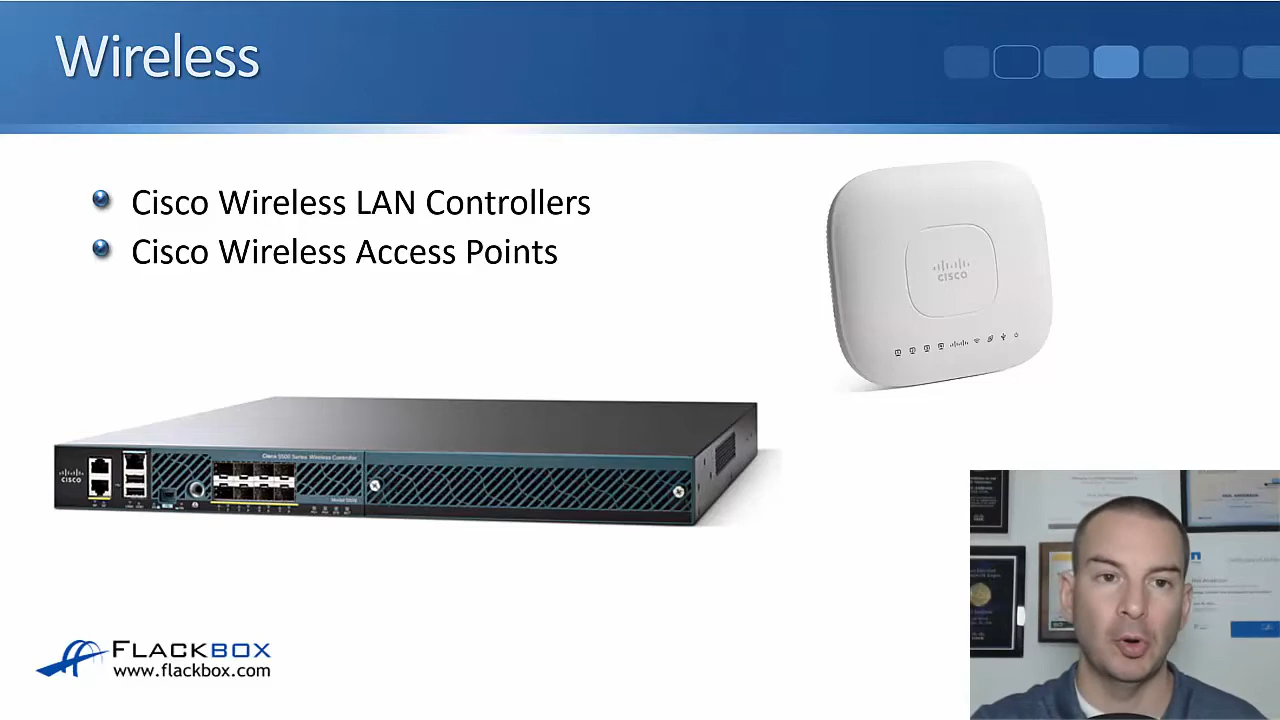 Wireless
Cisco Wireless LAN Controllers
Cisco Wireless Access Points
cisco
Cisco 5500 Series Wireless Controller
CISCO
FLACKBOX
www.flackbox.com